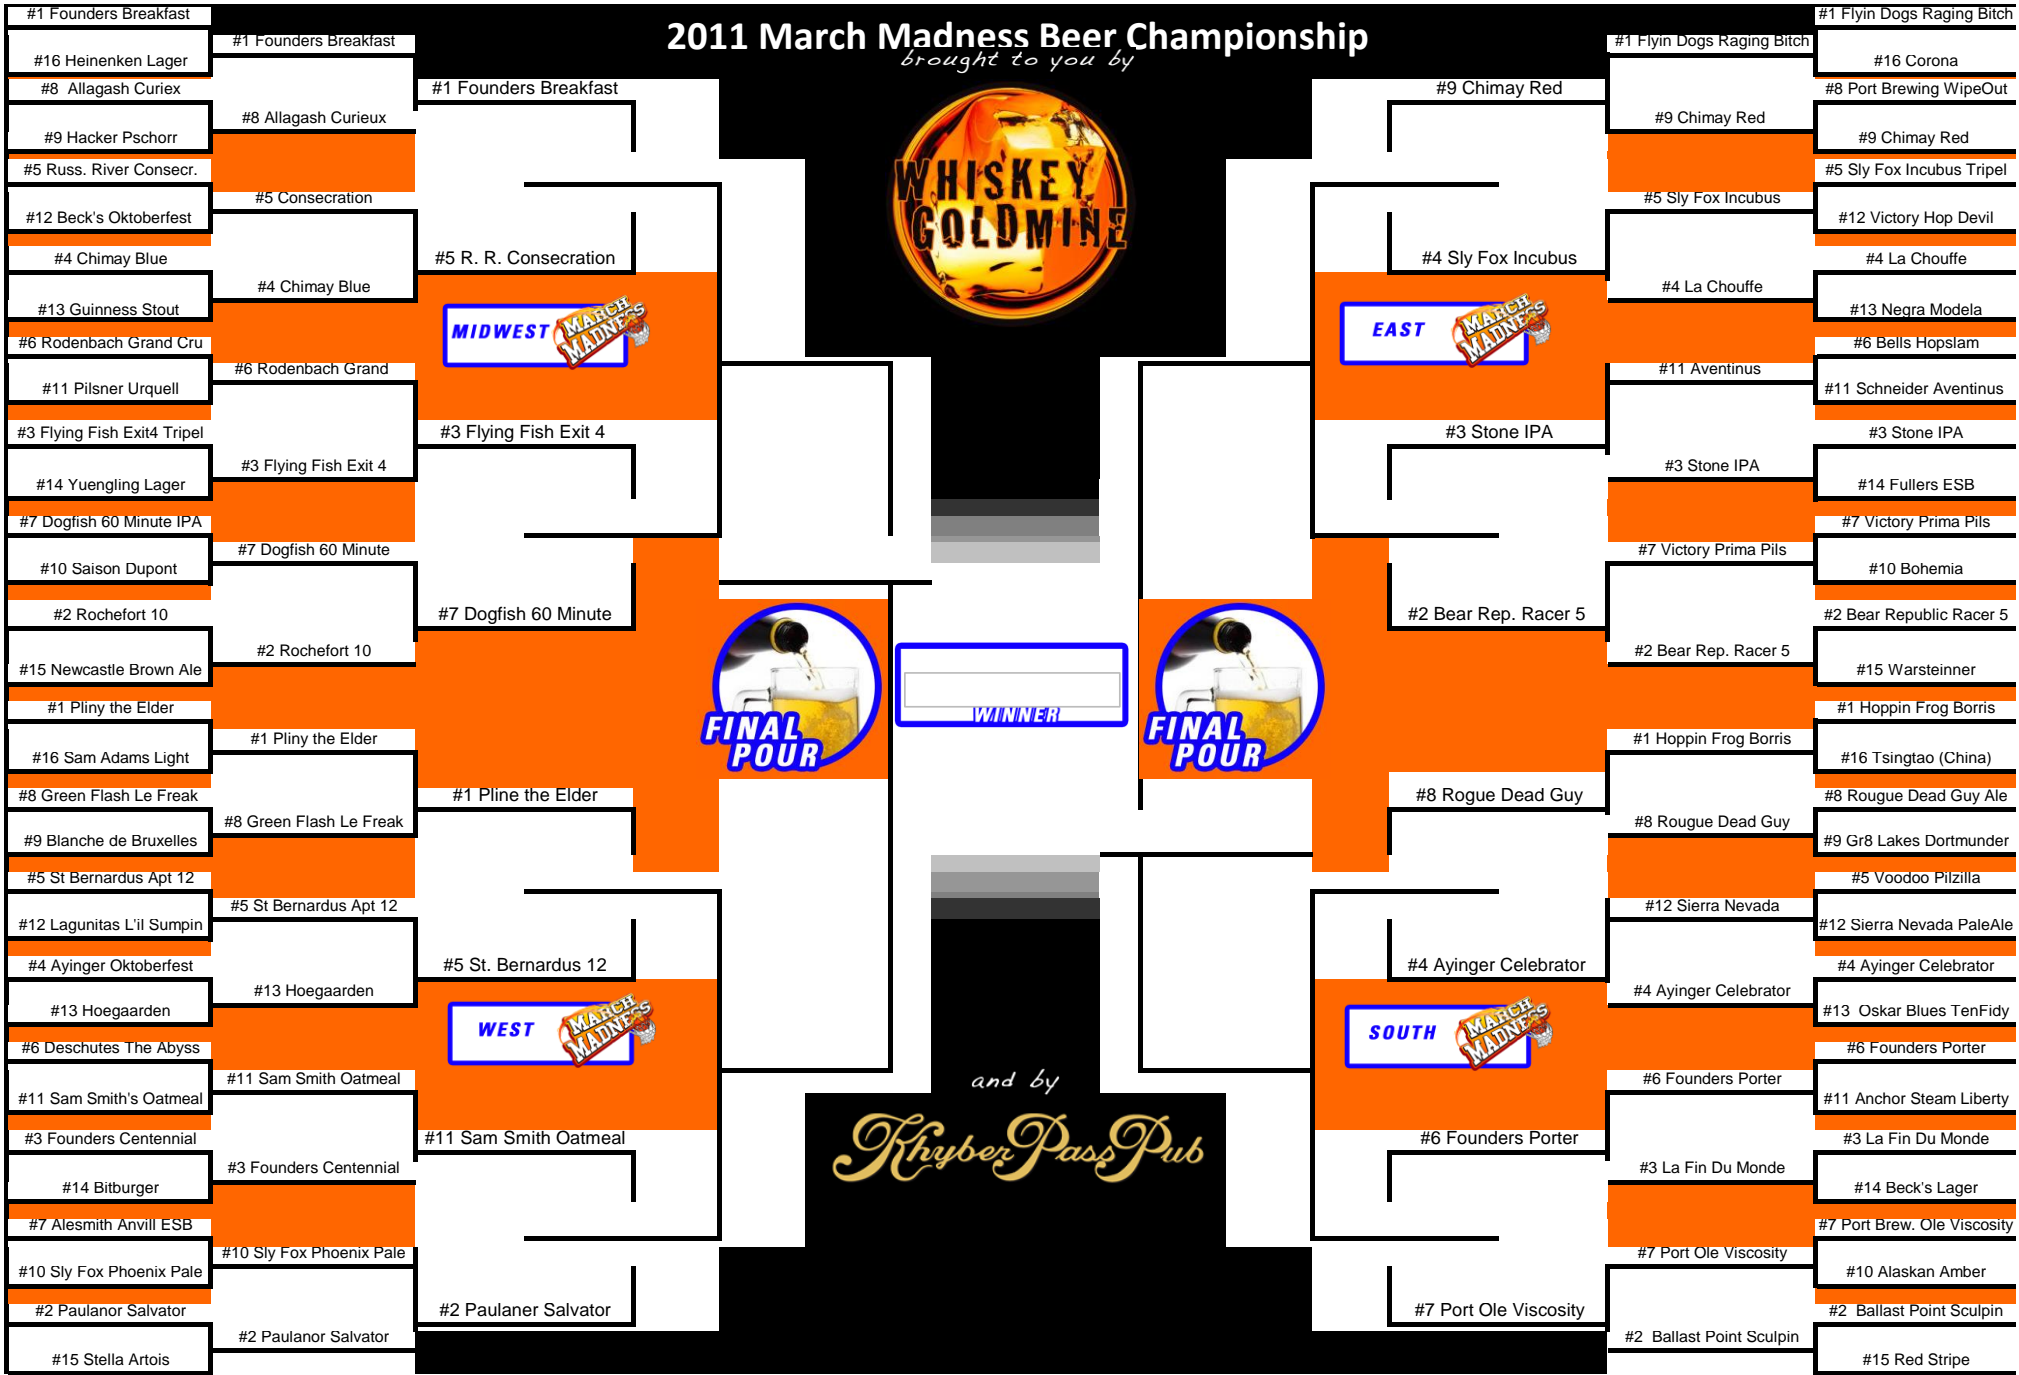 2011 March Madness Beer Championship
brought to you by
WHISKEY
GOLDMINE
#1 Founders Breakfast
#16 Heinenken Lager
#8 Allagash Curiex
#9 Hacker Pschorr
#5 Russ. River Consecr.
#12 Beck's Oktoberfest
#4 Chimay Blue
#13 Guinness Stout
#6 Rodenbach Grand Cru
#11 Pilsner Urquell
#3 Flying Fish Exit4 Tripel
#14 Yuengling Lager
#7 Dogfish 60 Minute IPA
#10 Saison Dupont
#2 Rochefort 10
#15 Newcastle Brown Ale
#1 Pliny the Elder
#16 Sam Adams Light
#8 Green Flash Le Freak
#9 Blanche de Bruxelles
#5 St Bernardus Apt 12
#12 Lagunitas L'il Sumpin
#4 Ayinger Oktoberfest
#13 Hoegaarden
#6 Deschutes The Abyss
#11 Sam Smith's Oatmeal
#3 Founders Centennial
#14 Bitburger
#7 Alesmith Anvill ESB
#10 Sly Fox Phoenix Pale
#2 Paulanor Salvator
#15 Stella Artois
#1 Founders Breakfast
#8 Allagash Curieux
#5 Consecration
#4 Chimay Blue
#6 Rodenbach Grand
#3 Flying Fish Exit 4
#7 Dogfish 60 Minute
#2 Rochefort 10
#1 Pliny the Elder
#8 Green Flash Le Freak
#5 St Bernardus Apt 12
#13 Hoegaarden
#11 Sam Smith Oatmeal
#3 Founders Centennial
#10 Sly Fox Phoenix Pale
#2 Paulanor Salvator
#1 Founders Breakfast
#5 R. R. Consecration
MIDWEST
MARCH
MADNESS
#3 Flying Fish Exit 4
#7 Dogfish 60 Minute
#1 Pline the Elder
#5 St. Bernardus 12
WEST
MARCH
MADNESS
#11 Sam Smith Oatmeal
#2 Paulaner Salvator
FINAL
POUR
WINNER
FINAL
POUR
and by
Khyber Pass Pub
#9 Chimay Red
#4 Sly Fox Incubus
EAST
MARCH
MADNESS
#3 Stone IPA
#2 Bear Rep. Racer 5
#8 Rogue Dead Guy
#4 Ayinger Celebrator
SOUTH
MARCH
MADNESS
#6 Founders Porter
#7 Port Ole Viscosity
#1 Flyin Dogs Raging Bitch
#9 Chimay Red
#5 Sly Fox Incubus
#4 La Chouffe
#11 Aventinus
#3 Stone IPA
#7 Victory Prima Pils
#2 Bear Rep. Racer 5
#1 Hoppin Frog Borris
#8 Rougue Dead Guy
#12 Sierra Nevada
#4 Ayinger Celebrator
#6 Founders Porter
#3 La Fin Du Monde
#7 Port Ole Viscosity
#2 Ballast Point Sculpin
#1 Flyin Dogs Raging Bitch
#16 Corona
#8 Port Brewing WipeOut
#9 Chimay Red
#5 Sly Fox Incubus Tripel
#12 Victory Hop Devil
#4 La Chouffe
#13 Negra Modela
#6 Bells Hopslam
#11 Schneider Aventinus
#3 Stone IPA
#14 Fullers ESB
#7 Victory Prima Pils
#10 Bohemia
#2 Bear Republic Racer 5
#15 Warsteinner
#1 Hoppin Frog Borris
#16 Tsingtao (China)
#8 Rougue Dead Guy Ale
#9 Gr8 Lakes Dortmunder
#5 Voodoo Pilzilla
#12 Sierra Nevada PaleAle
#4 Ayinger Celebrator
#13 Oskar Blues TenFidy
#6 Founders Porter
#11 Anchor Steam Liberty
#3 La Fin Du Monde
#14 Beck's Lager
#7 Port Brew. Ole Viscosity
#10 Alaskan Amber
#2 Ballast Point Sculpin
#15 Red Stripe